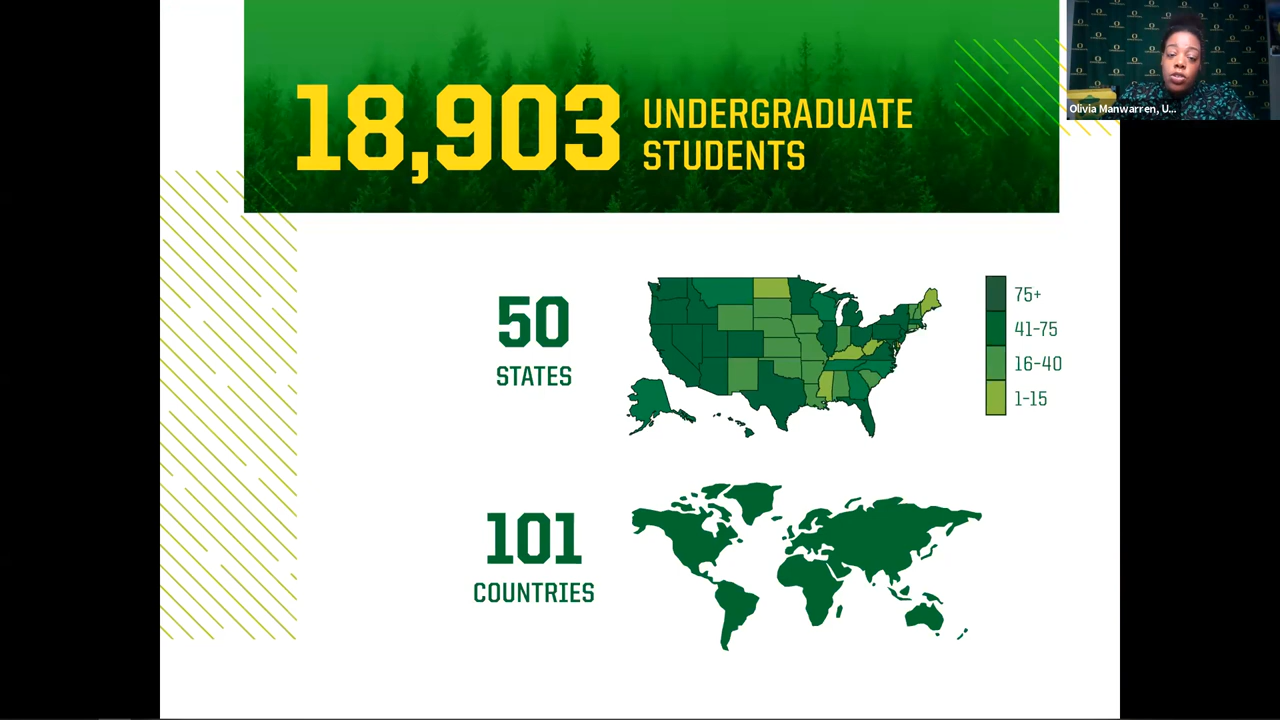 18,903 UNDERGRADUATE
STUDENTS
Olivia Manwarren, U...
50
STATES
75+
41-75
16-40
1-15
101
COUNTRIES